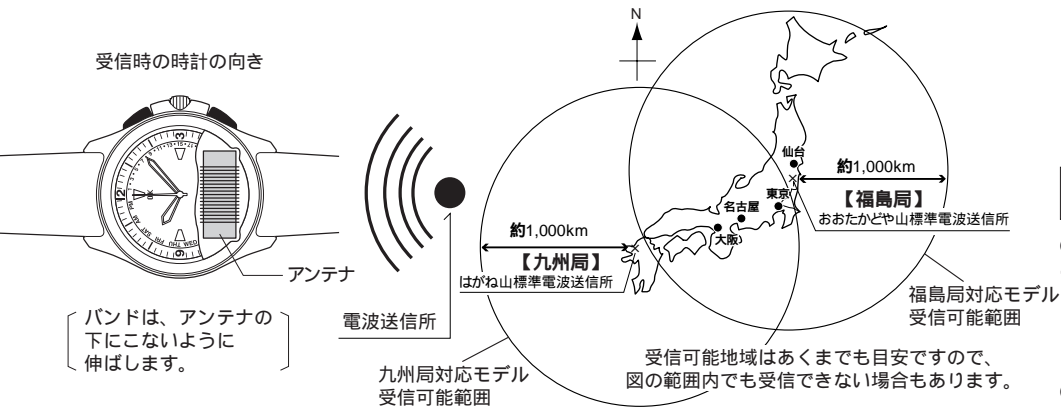 受信時の時計の向き
アンテナ
バンドは、アンテナの
下にこないように
伸ばします。
電波送信所
N
仙台
約1,000km
【福島局】
おおたかどや山標準電波送信所
東京
名古屋
大阪
約1,000km
【九州局】
はがね山標準電波送信所
福島局対応モデル
受信可能範囲
九州局対応モデル
受信可能範囲
受信可能地域はあくまでも目安ですので、
図の範囲内でも受信できない場合もあります。